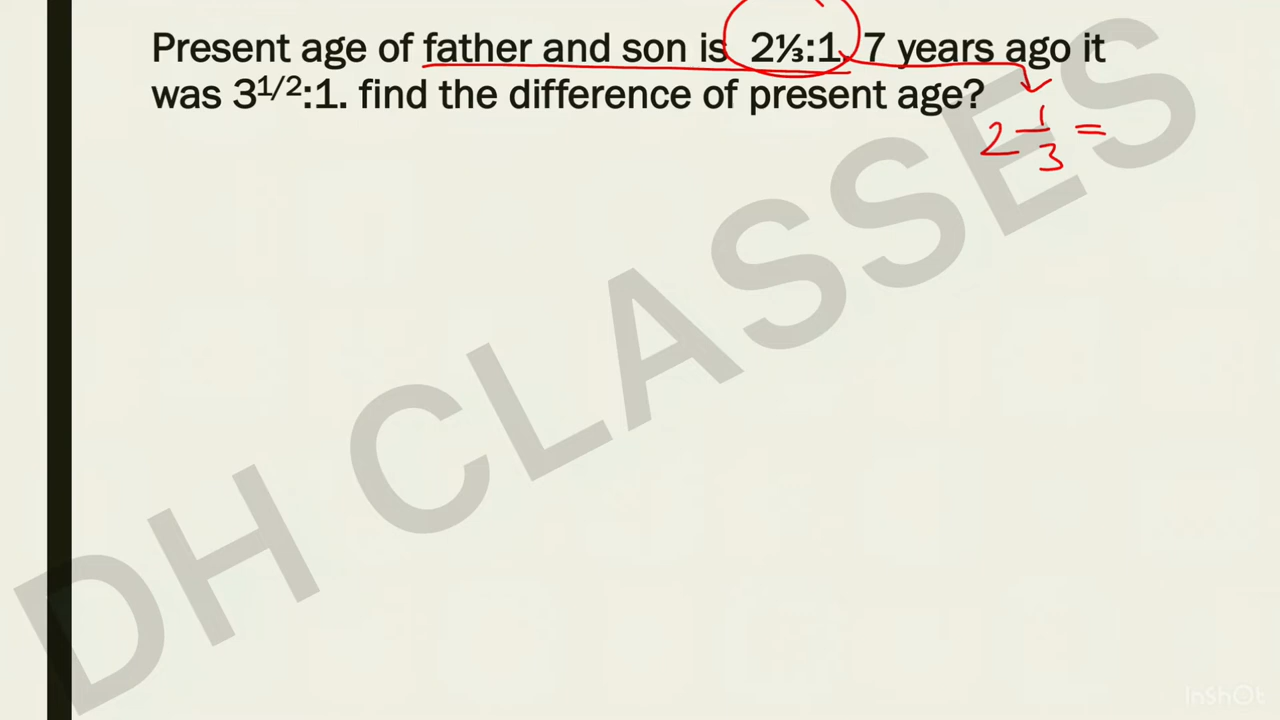 Present age of father and son is 2⅓:1, 7 years ago it
was 3^1/2:1. find the difference of present age?
2 1/3 =
DH CLASSES
InShOt